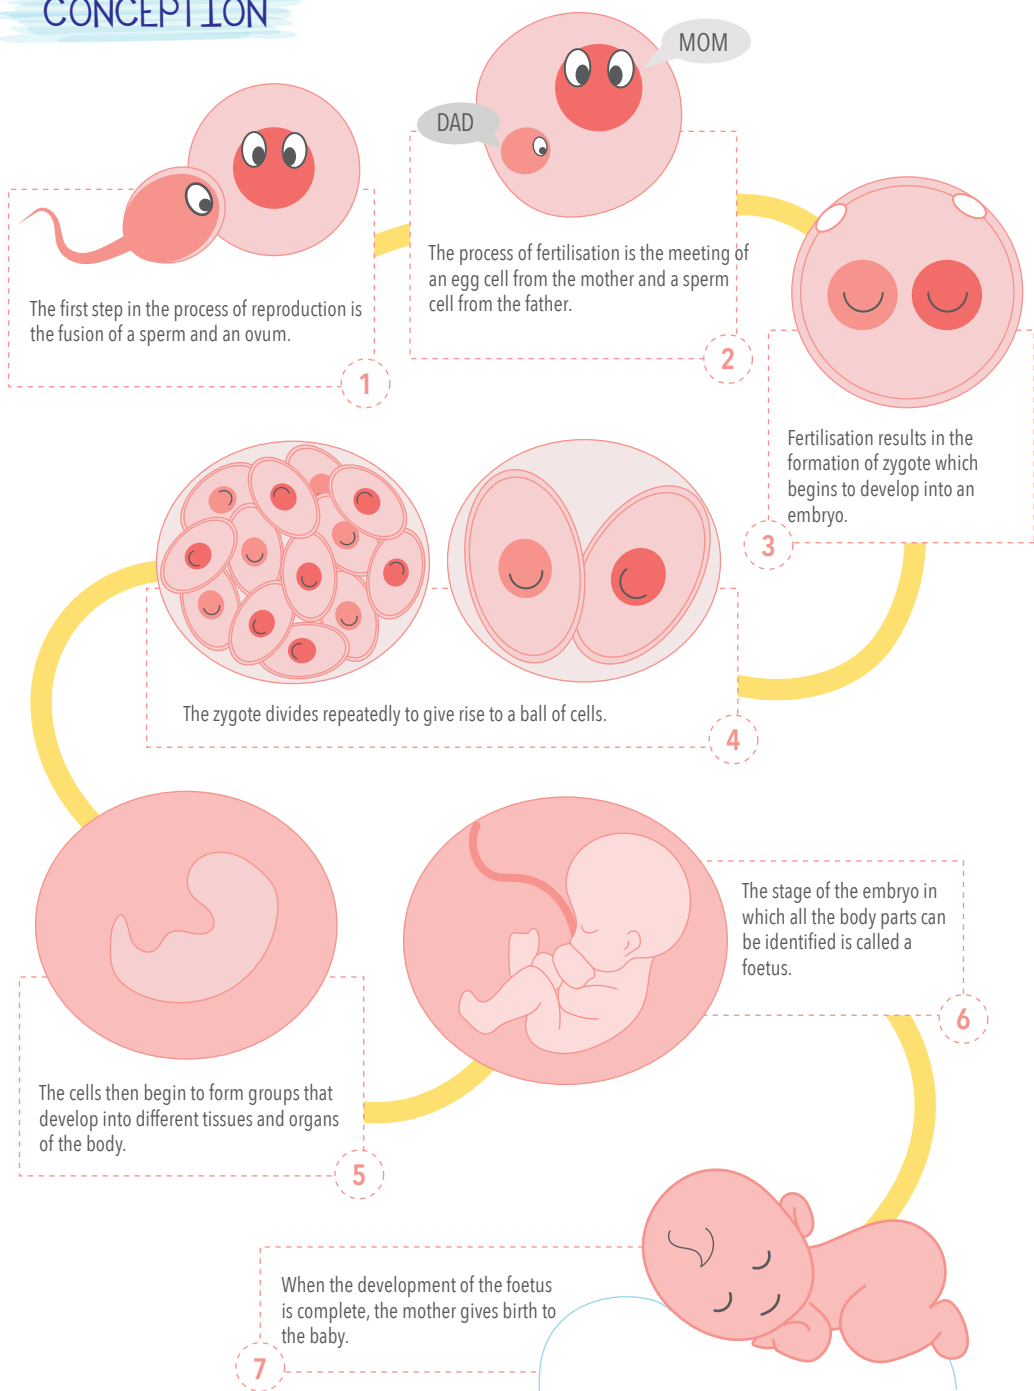 CONCEPTION
MOM
DAD
The first step in the process of reproduction is
the fusion of a sperm and an ovum.
1
The process of fertilisation is the meeting of
an egg cell from the mother and a sperm
cell from the father.
2
Fertilisation results in the
formation of zygote which
begins to develop into an
embryo.
3
The zygote divides repeatedly to give rise to a ball of cells.
4
The cells then begin to form groups that
develop into different tissues and organs
of the body.
5
The stage of the embryo in
which all the body parts can
be identified is called a
foetus.
6
When the development of the foetus
is complete, the mother gives birth to
the baby.
7